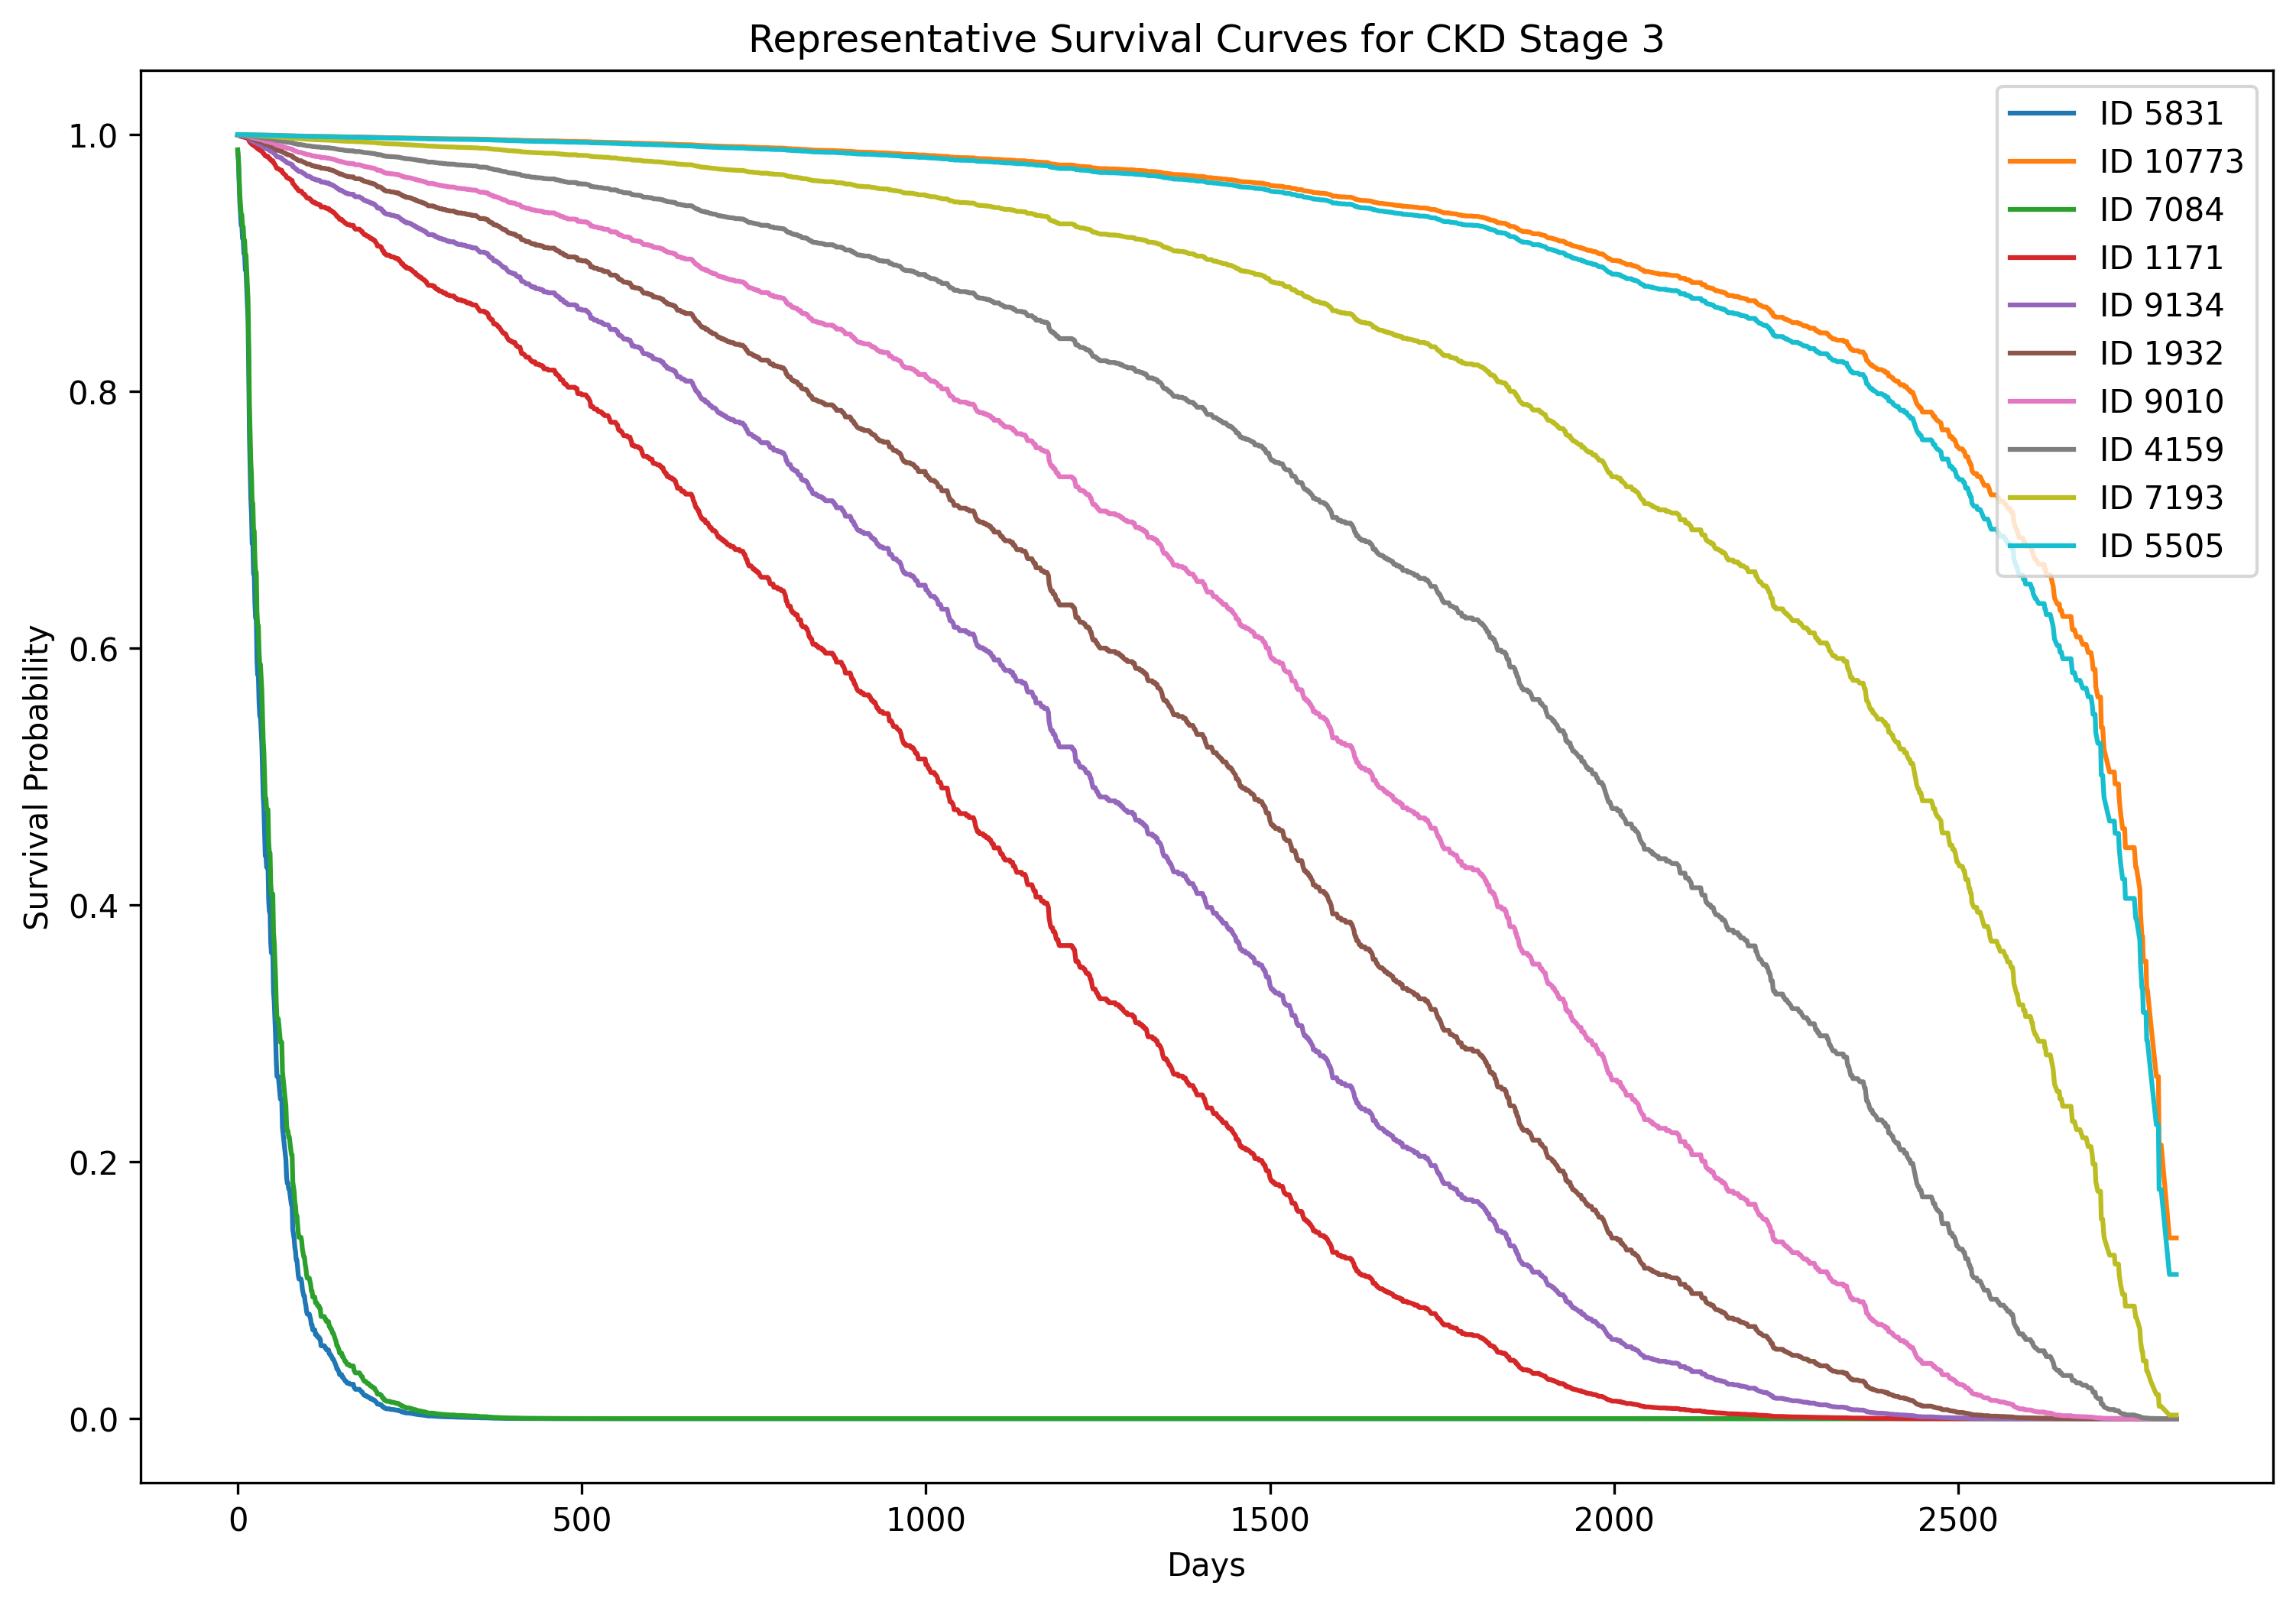 Representative Survival Curves for CKD Stage 3
ID 5831
ID 10773
ID 7084
ID 1171
ID 9134
ID 1932
ID 9010
ID 4159
ID 7193
ID 5505
Survival Probability
1.0
0.8
0.6
0.4
0.2
0.0
0 500 1000 1500 2000 2500
Days